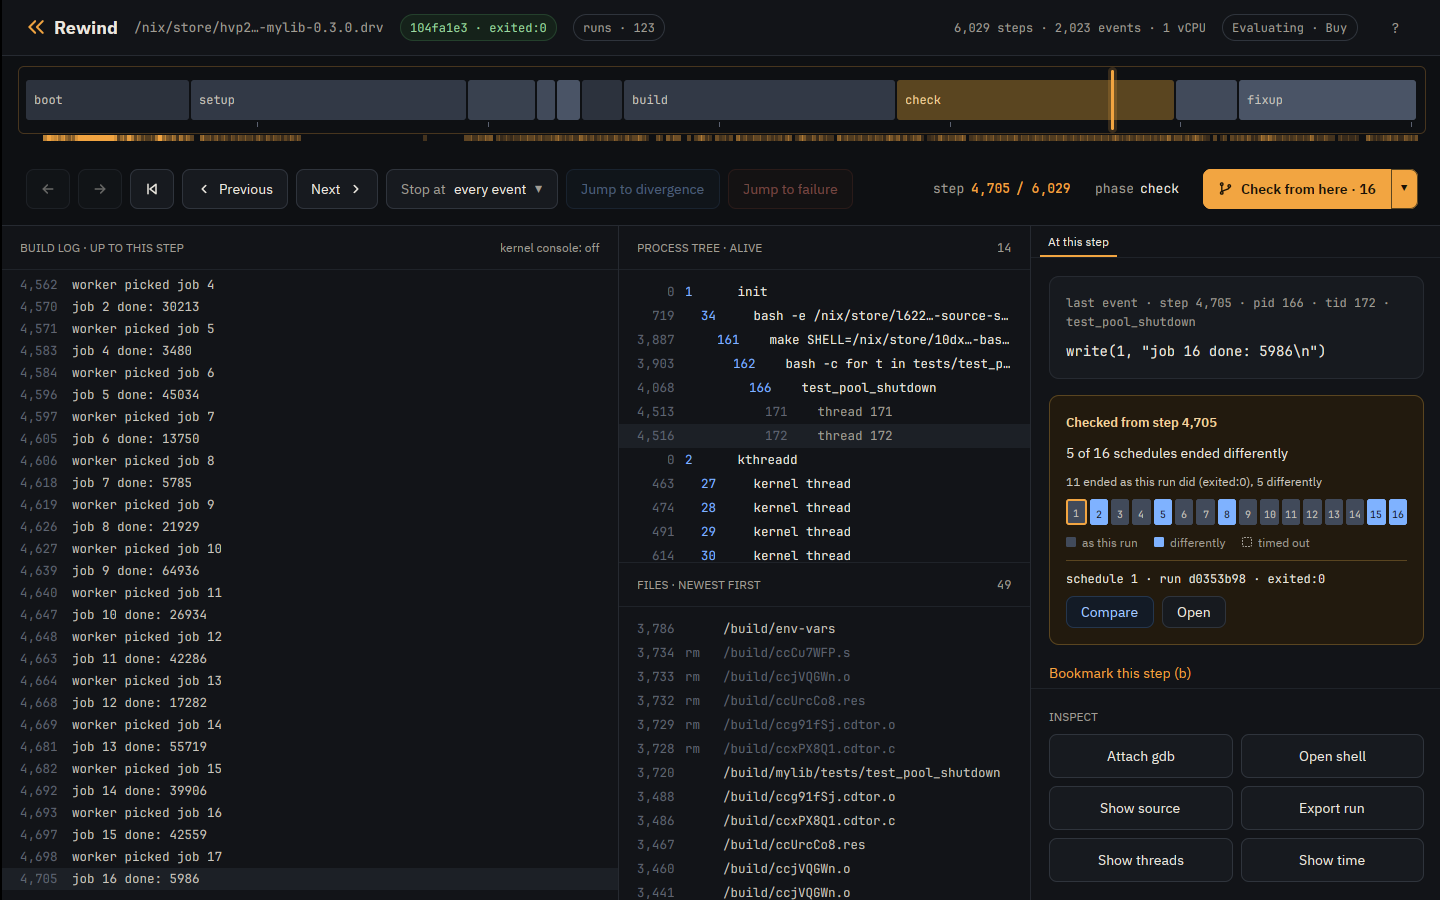 Rewind /nix/store/hvp2…-mylib-0.3.0.drv 104fa1e3 · exited:0 runs · 123 6,029 steps · 2,023 events · 1 vCPU Evaluating · Buy ?
boot setup build check fixup
Previous Next Stop at every event Jump to divergence Jump to failure step 4,705 / 6,029 phase check Check from here · 16
BUILD LOG · UP TO THIS STEP kernel console: off
4,562 worker picked job 4
4,570 job 2 done: 30213
4,571 worker picked job 5
4,583 job 4 done: 3480
4,584 worker picked job 6
4,596 job 5 done: 45034
4,597 worker picked job 7
4,605 job 6 done: 13750
4,606 worker picked job 8
4,618 job 7 done: 5785
4,619 worker picked job 9
4,626 job 8 done: 21929
4,627 worker picked job 10
4,639 job 9 done: 64936
4,640 worker picked job 11
4,647 job 10 done: 26934
4,648 worker picked job 12
4,663 job 11 done: 42286
4,664 worker picked job 13
4,668 job 12 done: 17282
4,669 worker picked job 14
4,681 job 13 done: 55719
4,682 worker picked job 15
4,692 job 14 done: 39906
4,693 worker picked job 16
4,697 job 15 done: 42559
4,698 worker picked job 17
4,705 job 16 done: 5986
PROCESS TREE · ALIVE 14
0 1 init
719 34 bash -e /nix/store/l622…-source-s…
3,887 161 make SHELL=/nix/store/10dx…-bas…
3,903 162 bash -c for t in tests/test_p…
4,068 166 test_pool_shutdown
4,513 171 thread 171
4,516 172 thread 172
0 2 kthreadd
463 27 kernel thread
474 28 kernel thread
491 29 kernel thread
614 30 kernel thread
FILES · NEWEST FIRST 49
3,786 /build/env-vars
3,734 rm /build/ccCu7WFP.s
3,733 rm /build/ccjVQGWn.o
3,732 rm /build/ccUrcCo8.res
3,729 rm /build/ccg91fSj.cdtor.o
3,728 rm /build/ccxPX8Q1.cdtor.c
3,720 /build/mylib/tests/test_pool_shutdown
3,488 /build/ccg91fSj.cdtor.o
3,486 /build/ccxPX8Q1.cdtor.c
3,467 /build/ccUrcCo8.res
3,460 /build/ccjVQGWn.o
3,441 /build/ccjVQGWn.o
At this step
last event · step 4,705 · pid 166 · tid 172 ·
test_pool_shutdown
write(1, "job 16 done: 5986\n")
Checked from step 4,705
5 of 16 schedules ended differently
11 ended as this run did (exited:0), 5 differently
1 2 3 4 5 6 7 8 9 10 11 12 13 14 15 16
as this run differently timed out
schedule 1 · run d0353b98 · exited:0
Compare Open
Bookmark this step (b)
INSPECT
Attach gdb Open shell
Show source Export run
Show threads Show time